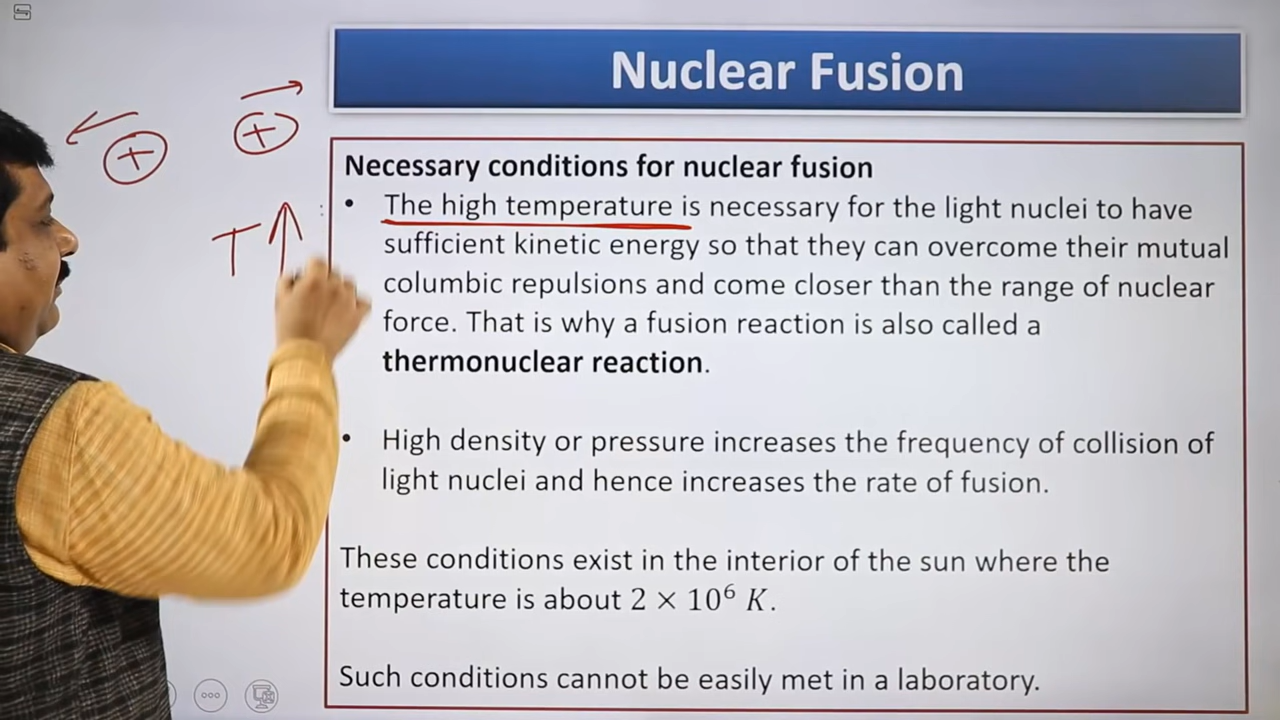 Nuclear Fusion
Necessary conditions for nuclear fusion
• The high temperature is necessary for the light nuclei to have
sufficient kinetic energy so that they can overcome their mutual
columbic repulsions and come closer than the range of nuclear
force. That is why a fusion reaction is also called a
thermonuclear reaction.
• High density or pressure increases the frequency of collision of
light nuclei and hence increases the rate of fusion.
These conditions exist in the interior of the sun where the
temperature is about 2 × 10⁶ K.
Such conditions cannot be easily met in a laboratory.
+ +
T ↑